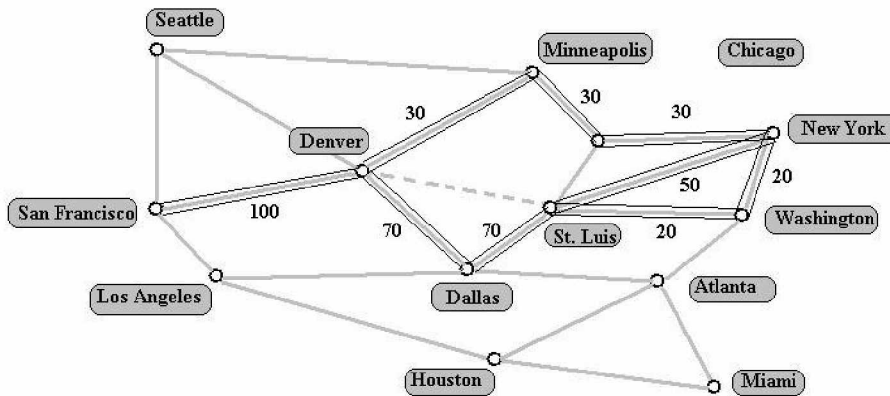 Seattle
Minneapolis
Chicago
30
30
30
Denver
New York
50
20
San Francisco
100
70
70
St. Luis
20
Washington
Los Angeles
Dallas
Atlanta
Houston
Miami